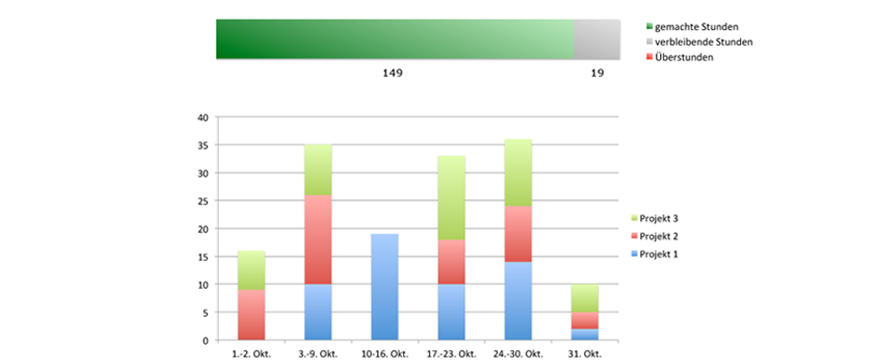 gemachte Stunden
verbleibende Stunden
Überstunden
149 19
40
35
30
25
20
15
10
5
0
Projekt 3
Projekt 2
Projekt 1
1.-2. Okt. 3.-9. Okt. 10-16. Okt. 17.-23. Okt. 24.-30. Okt. 31. Okt.